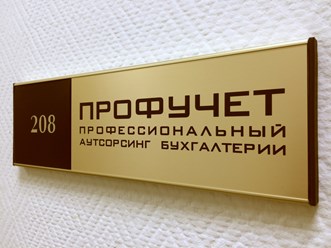 208
ПРОФУЧЕТ
ПРОФЕССИОНАЛЬНЫЙ
АУТСОРСИНГ БУХГАЛТЕРИИ